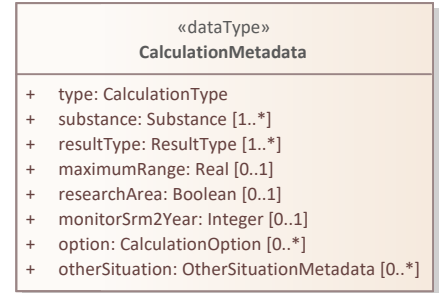 «dataType»
CalculationMetadata
+ type: CalculationType
+ substance: Substance [1..*]
+ resultType: ResultType [1..*]
+ maximumRange: Real [0..1]
+ researchArea: Boolean [0..1]
+ monitorSrm2Year: Integer [0..1]
+ option: CalculationOption [0..*]
+ otherSituation: OtherSituationMetadata [0..*]